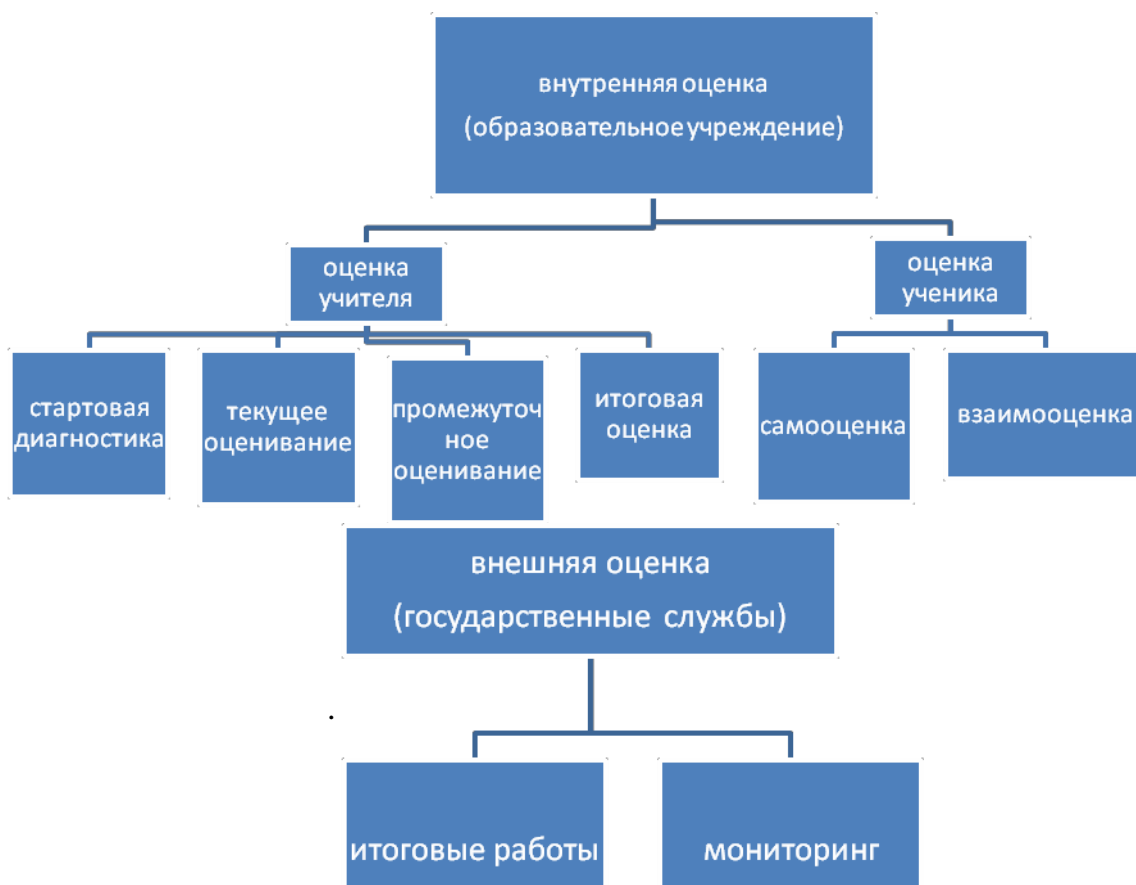 внутренняя оценка
(образовательное учреждение)
оценка
учителя
оценка
ученика
стартовая
диагностика
текущее
оценивание
промежуточ
ное
оценивание
итоговая
оценка
самооценка
взаимооценка
внешняя оценка
(государственные службы)
.
итоговые работы
мониторинг